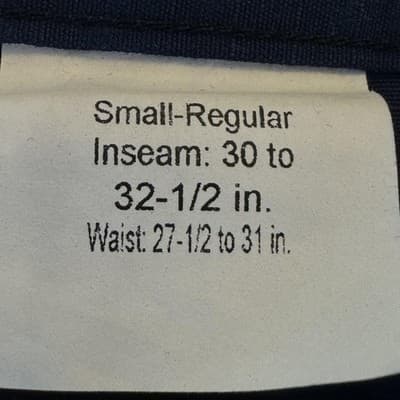 Small-Regular
Inseam: 30 to
32-1/2 in.
Waist: 27-1/2 to 31 in.